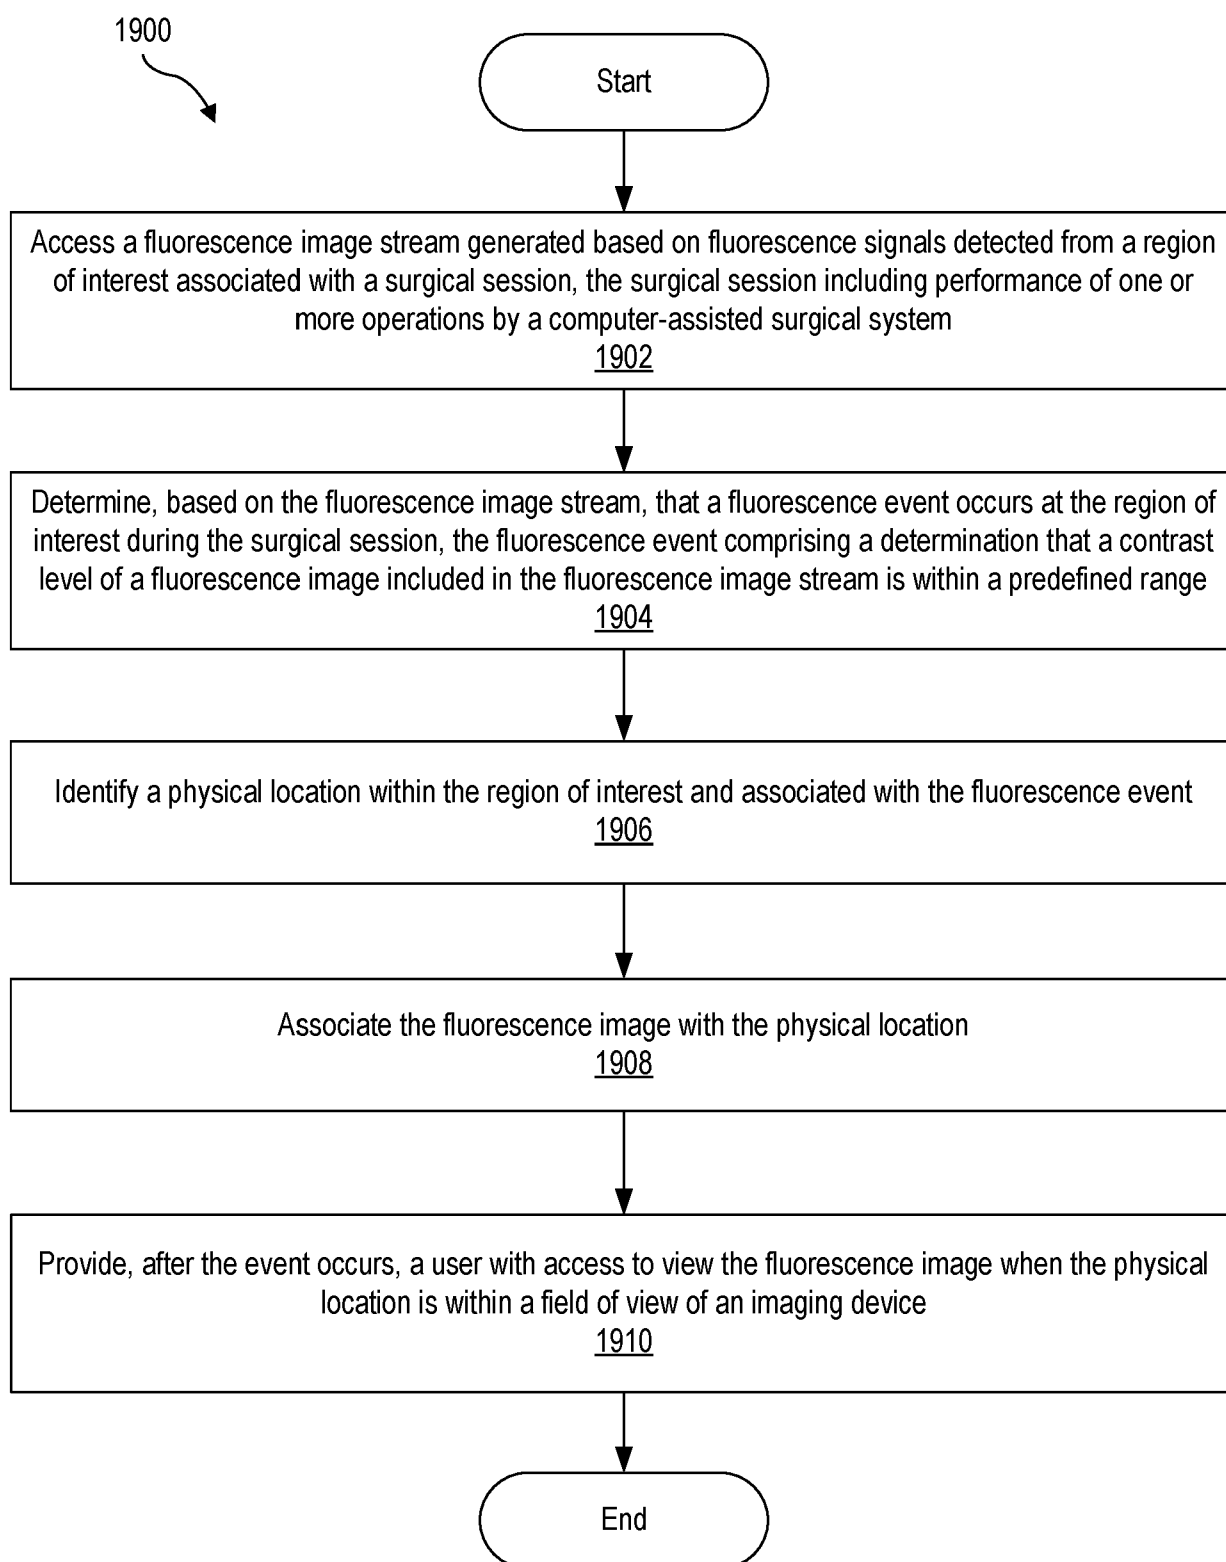 1900
Start
Access a fluorescence image stream generated based on fluorescence signals detected from a region
of interest associated with a surgical session, the surgical session including performance of one or
more operations by a computer-assisted surgical system
1902
Determine, based on the fluorescence image stream, that a fluorescence event occurs at the region of
interest during the surgical session, the fluorescence event comprising a determination that a contrast
level of a fluorescence image included in the fluorescence image stream is within a predefined range
1904
Identify a physical location within the region of interest and associated with the fluorescence event
1906
Associate the fluorescence image with the physical location
1908
Provide, after the event occurs, a user with access to view the fluorescence image when the physical
location is within a field of view of an imaging device
1910
End